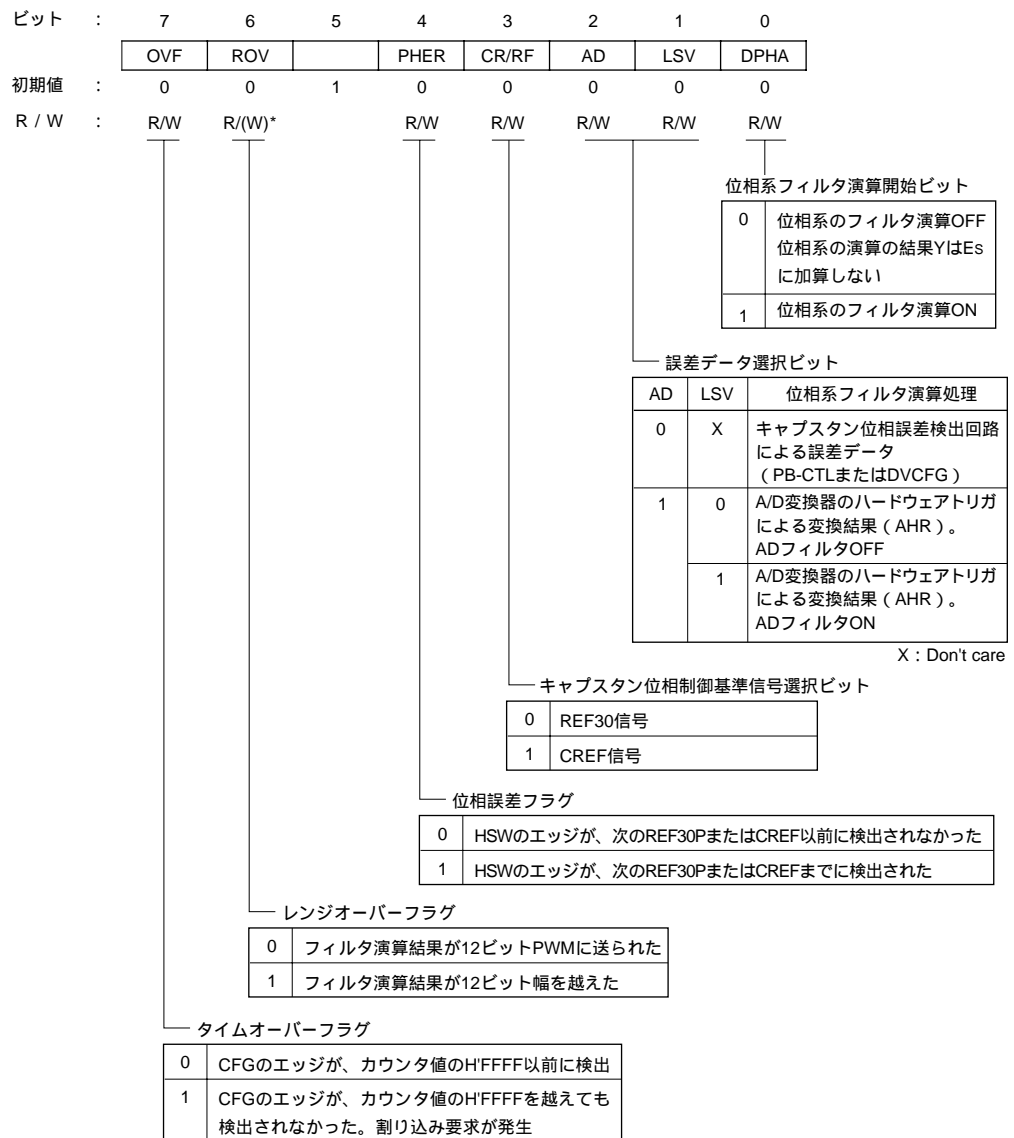 ビット : 7 6 5 4 3 2 1 0
OVF ROV PHER CR/RF AD LSV DPHA
初期値 : 0 0 1 0 0 0 0 0
R / W : R/W R/(W)* R/W R/W R/W R/W R/W
位相系フィルタ演算開始ビット
0 位相系のフィルタ演算OFF
位相系の演算の結果YはEs
に加算しない
1 位相系のフィルタ演算ON
誤差データ選択ビット
AD LSV 位相系フィルタ演算処理
0 X キャプスタン位相誤差検出回路
による誤差データ
(PB-CTLまたはDVCFG)
1 0 A/D変換器のハードウェアトリガ
による変換結果(AHR)。
ADフィルタOFF
1 A/D変換器のハードウェアトリガ
による変換結果(AHR)。
ADフィルタON
X : Don't care
キャプスタン位相制御基準信号選択ビット
0 REF30信号
1 CREF信号
位相誤差フラグ
0 HSWのエッジが、次のREF30PまたはCREF以前に検出されなかった
1 HSWのエッジが、次のREF30PまたはCREFまでに検出された
レンジオーバーフラグ
0 フィルタ演算結果が12ビットPWMに送られた
1 フィルタ演算結果が12ビット幅を越えた
タイムオーバーフラグ
0 CFGのエッジが、カウンタ値のH'FFFF以前に検出
1 CFGのエッジが、カウンタ値のH'FFFFを越えても
検出されなかった。割り込み要求が発生